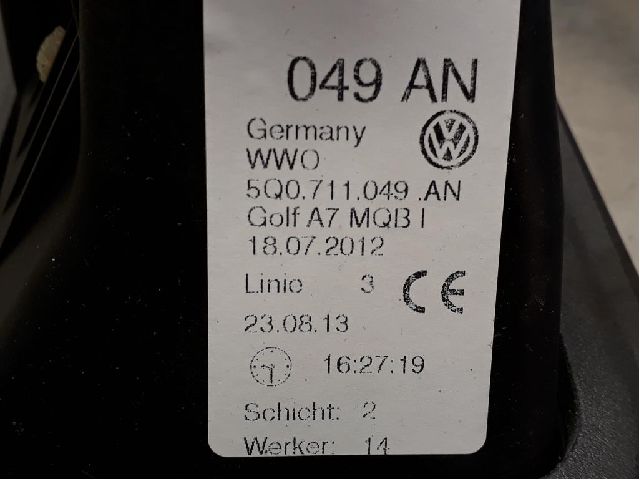 049 AN
Germany
WWO
5Q0.711.049 .AN
Golf A7 MQB I
18.07.2012
Linie 3 CE
23.08.13
16:27:19
Schicht: 2
Werker: 14